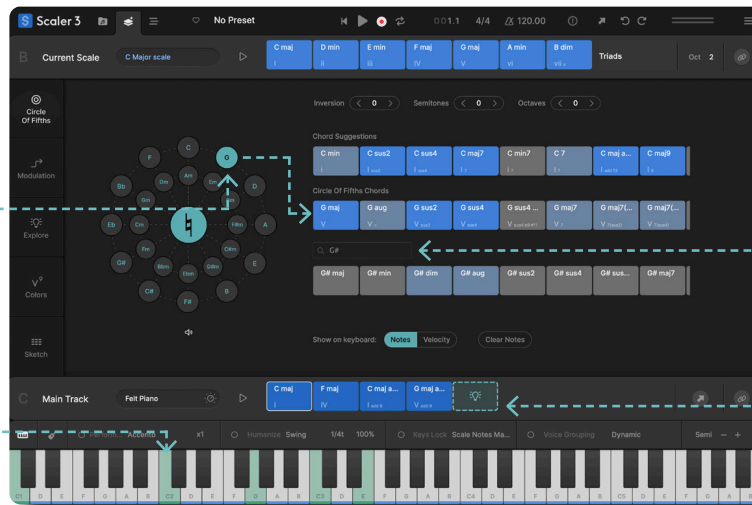 Scaler 3
No Preset
001.1
4/4
120.00
B
Current Scale
C Major scale
C maj
I
D min
ii
E min
iii
F maj
IV
G maj
V
A min
vi
B dim
vii
Triads
Oct
2
Circle
Of Fifths
Modulation
Explore
Colors
Sketch
C
G
D
A
E
B
F#
C#
G#
Eb
Bb
F
Am
Em
F#m
C#m
G#m
Ebm
Bbm
Fm
Cm
Gm
Dm
Inversion
0
Semitones
0
Octaves
0
Chord Suggestions
C min
C sus2
C sus4
C maj7
C min7
C 7
C maj a...
C maj9
Circle Of Fifths Chords
G maj
G aug
G sus2
G sus4
G sus4 ...
G maj7
G maj7(...
G maj7(...
G#
G# maj
G# min
G# dim
G# aug
G# sus2
G# sus4
G# sus...
G# maj7
Show on keyboard:
Notes
Velocity
Clear Notes
C
Main Track
Felt Piano
C maj
I
F maj
IV
C maj a...
I add 9
G maj a...
V add 9
Accento
x1
Humanize
Swing
1/4t
100%
Keys Lock
Scale Notes Ma...
Voice Grouping
Dynamic
Semi
−
+
C1
D
E
F
G
A
B
C2
D
E
F
G
A
B
C3
D
E
F
G
A
B
C4
D
E
F
G
A
B
C5
D
E
F
G
A
B